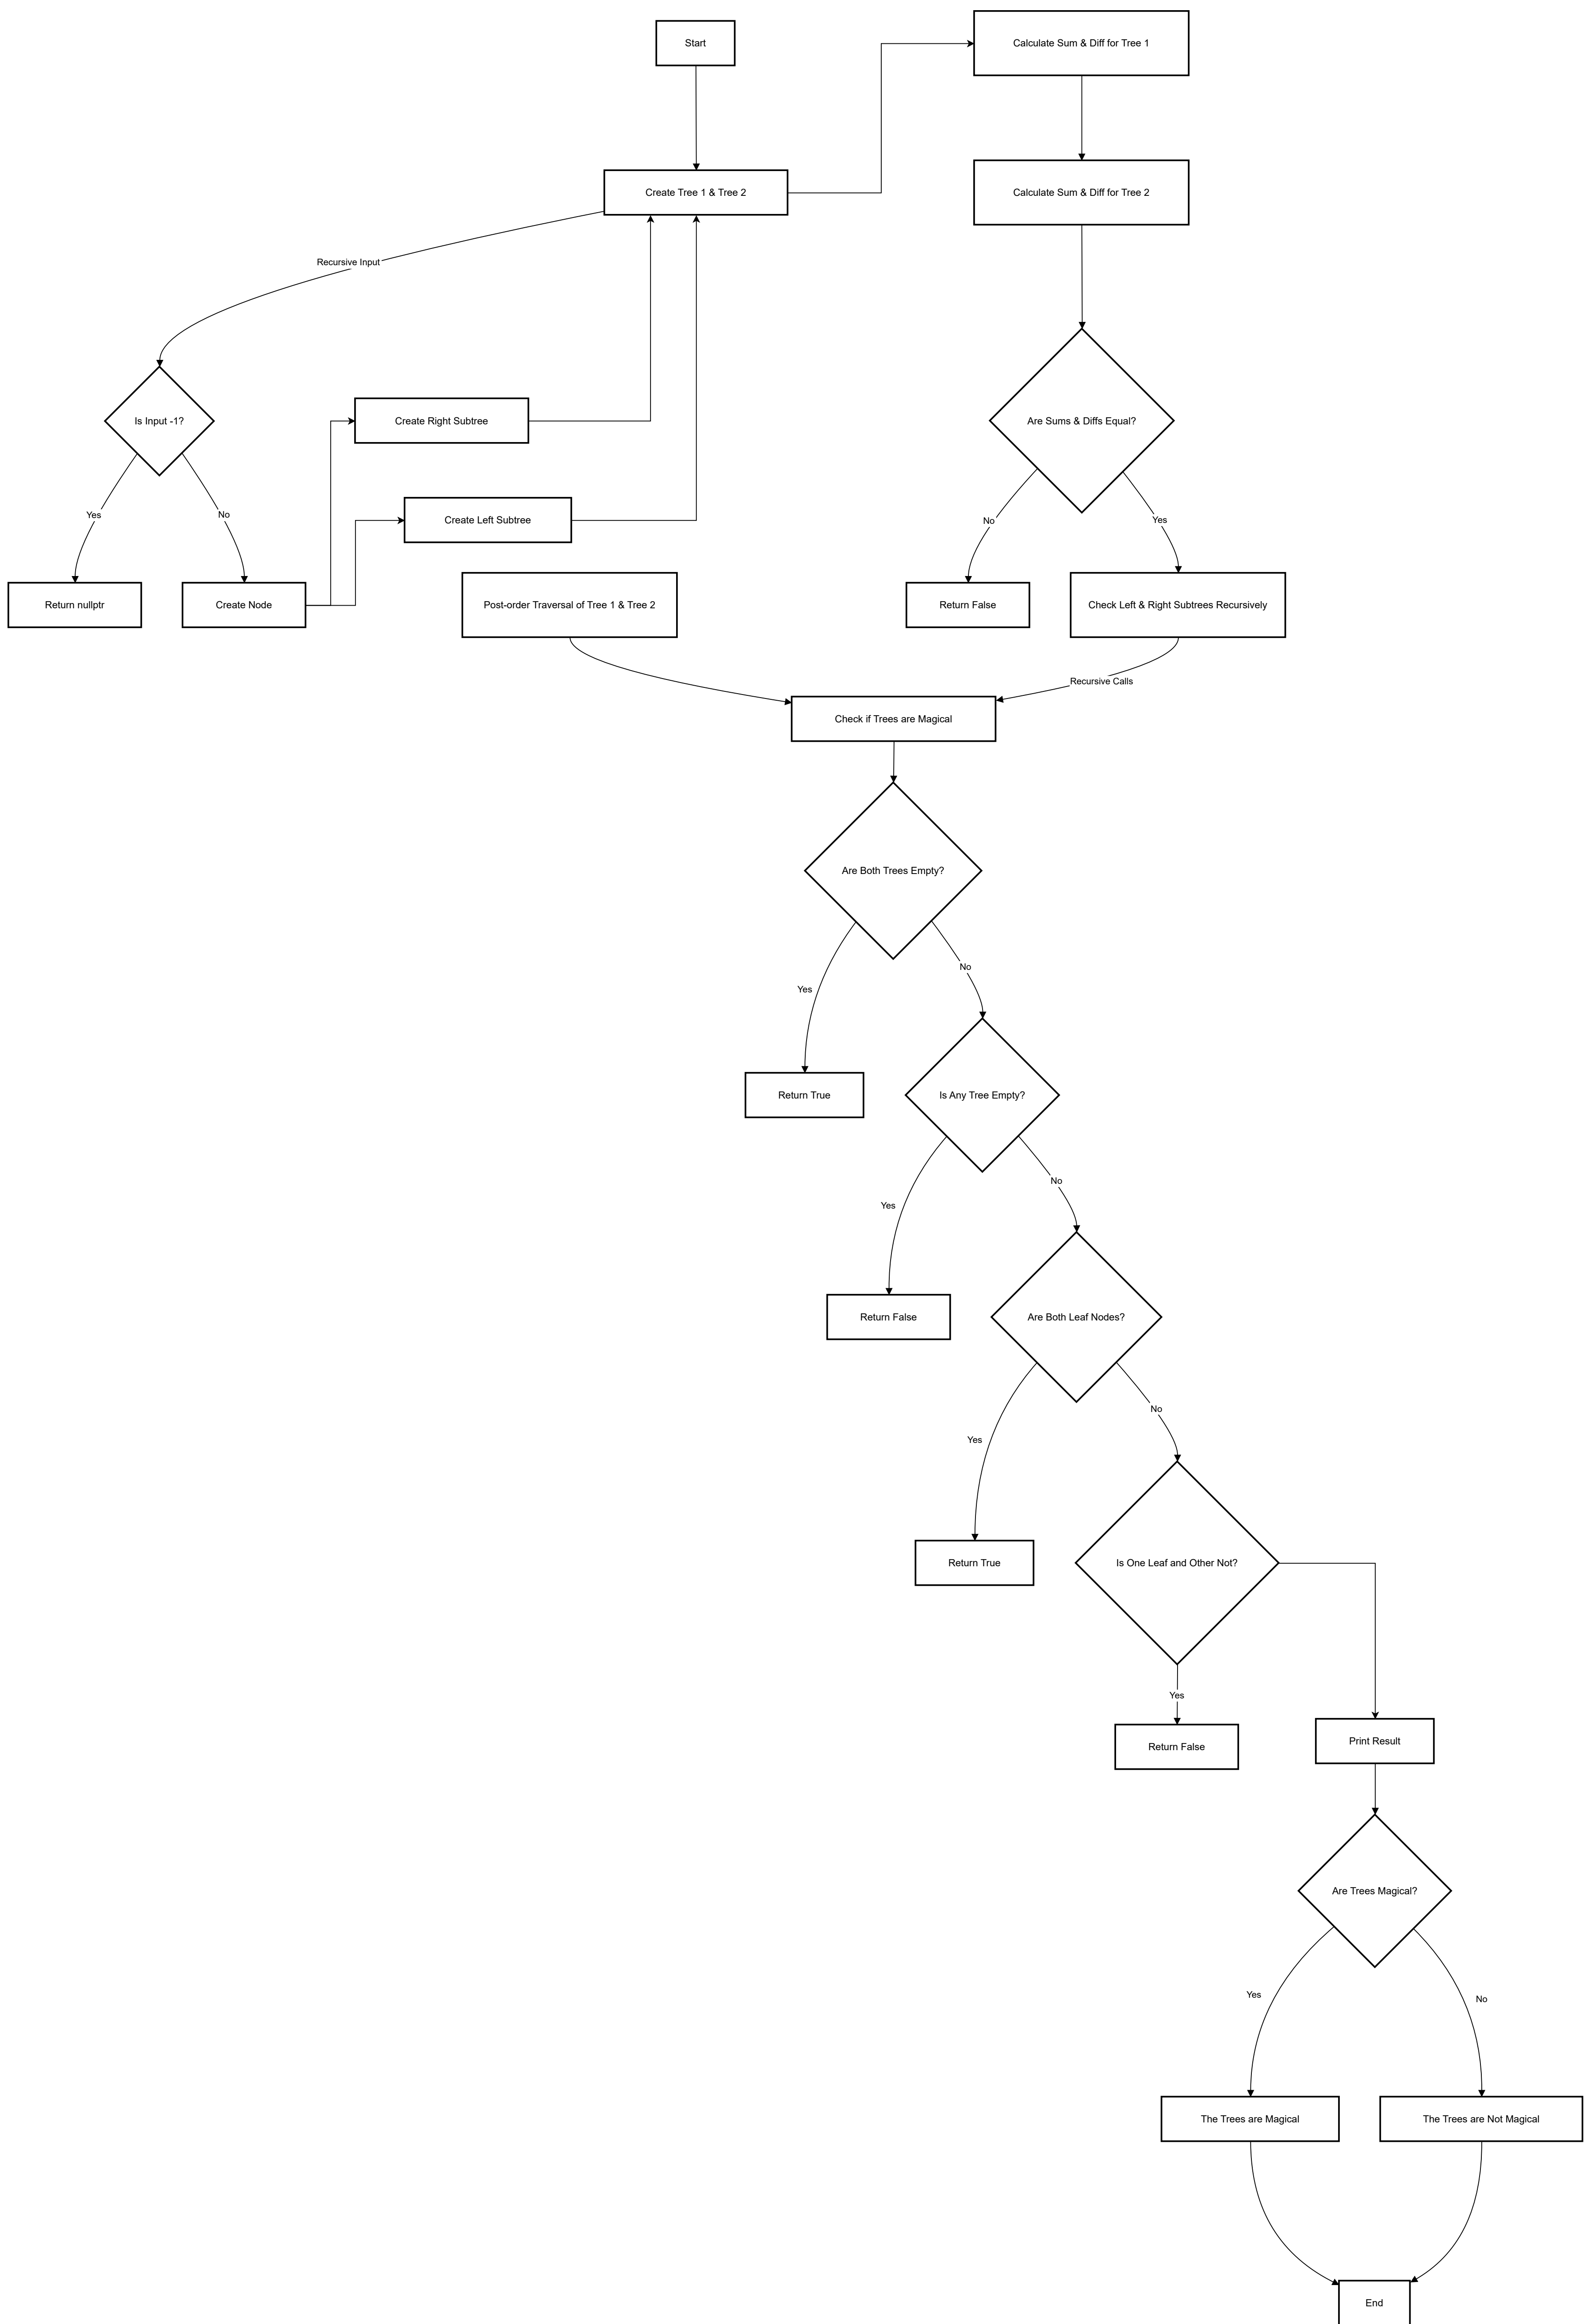 Start
Calculate Sum & Diff for Tree 1
Create Tree 1 & Tree 2
Calculate Sum & Diff for Tree 2
Recursive Input
Is Input -1?
Create Right Subtree
Are Sums & Diffs Equal?
Yes
No
Create Left Subtree
No
Yes
Return nullptr
Create Node
Post-order Traversal of Tree 1 & Tree 2
Return False
Check Left & Right Subtrees Recursively
Recursive Calls
Check if Trees are Magical
Are Both Trees Empty?
No
Yes
Return True
Is Any Tree Empty?
No
Yes
Return False
Are Both Leaf Nodes?
No
Yes
Return True
Is One Leaf and Other Not?
Yes
Return False
Print Result
Are Trees Magical?
Yes
No
The Trees are Magical
The Trees are Not Magical
End